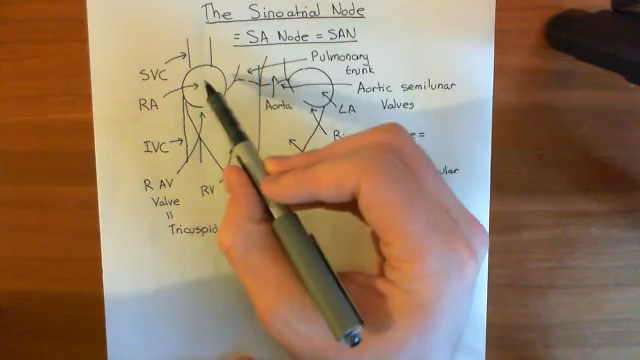 The Sinoatrial Node
= SA Node = SAN
Pulmonary
trunk
SVC
Aortic semilunar
Valves
RA
Aorta
LA
IVC
R AV
Valve
=
Tricuspid
RV